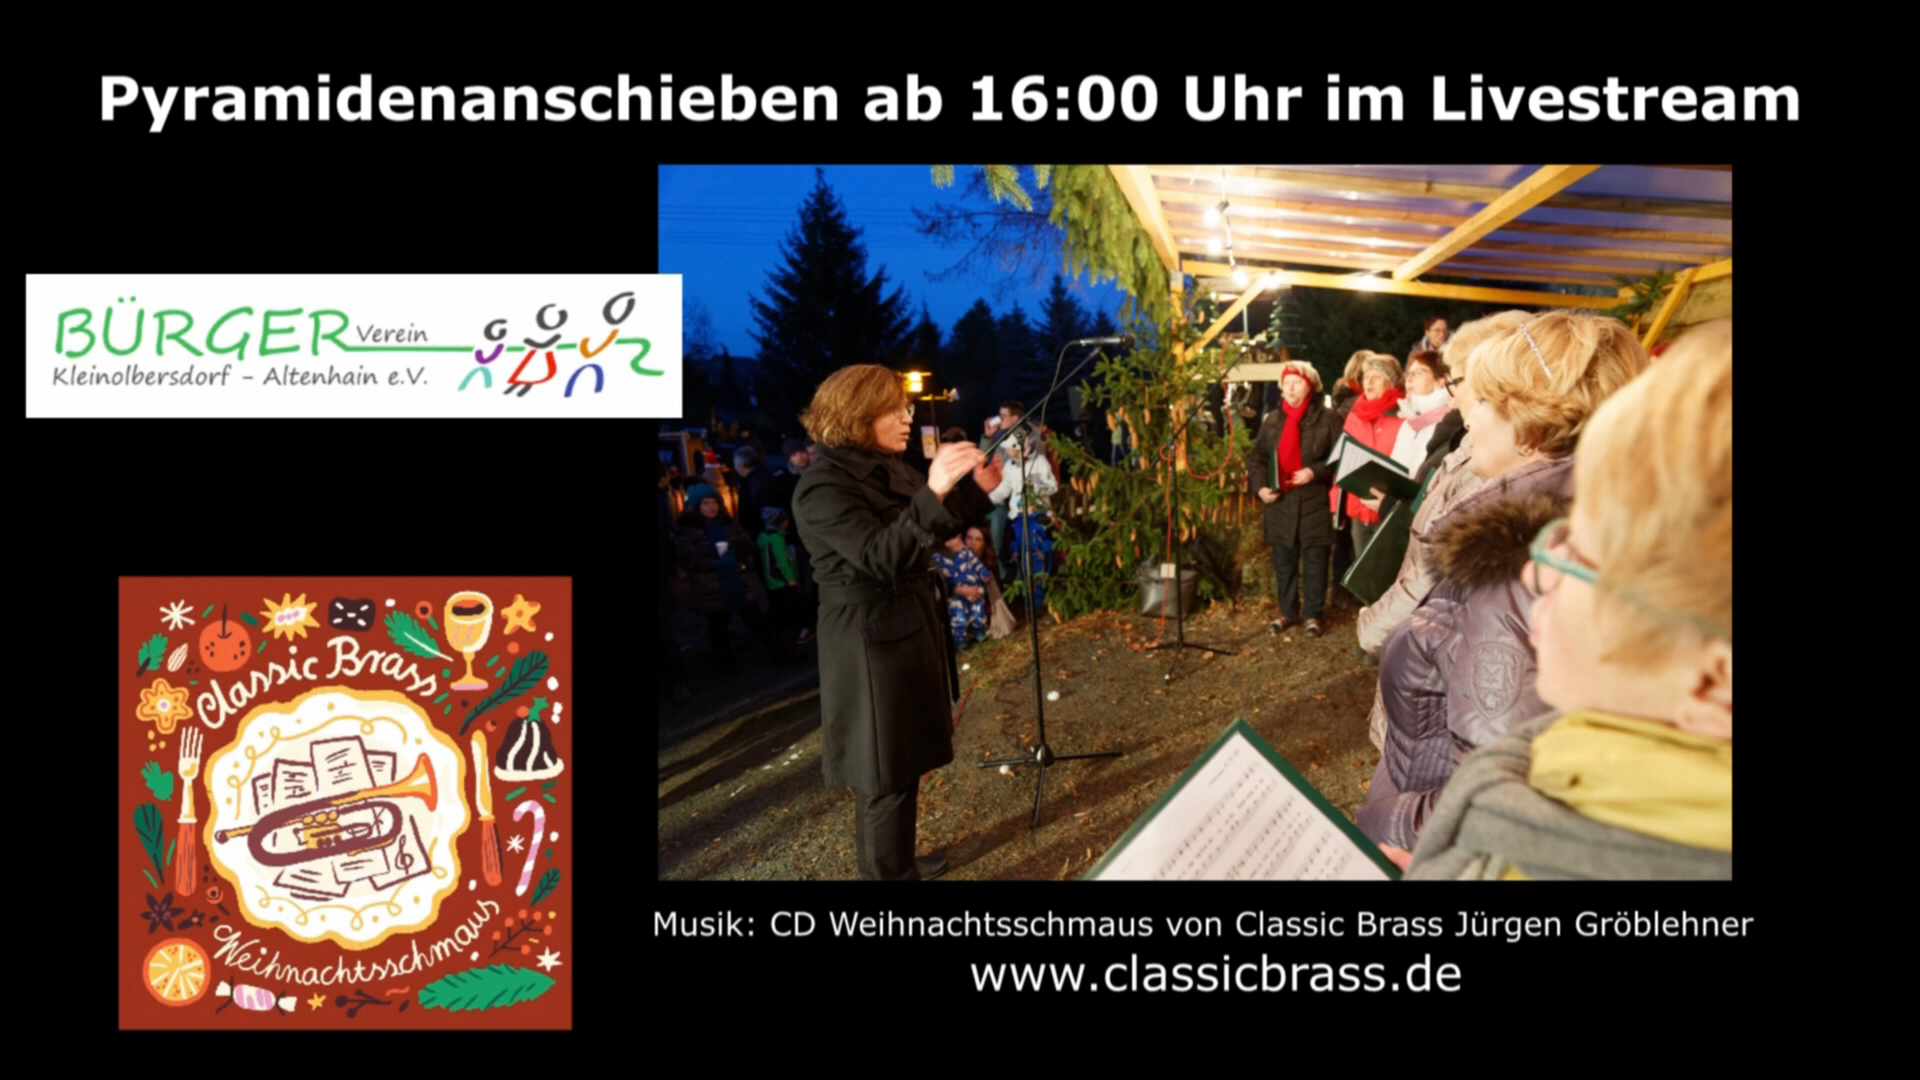 Pyramidenanschieben ab 16:00 Uhr im Livestream
BÜRGER Verein
Kleinolbersdorf - Altenhain e.V.
Classic Brass
Weihnachtsschmaus
Musik: CD Weihnachtsschmaus von Classic Brass Jürgen Gröblehner
www.classicbrass.de